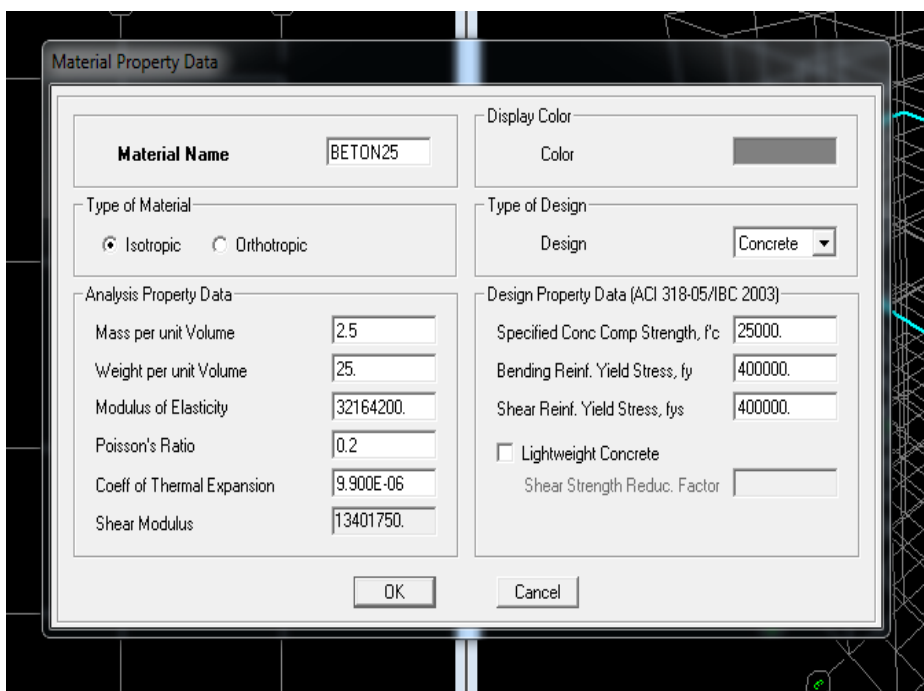 Material Property Data
Material Name
BETON25
Display Color
Color
Type of Material
Isotropic
Orthotropic
Type of Design
Design
Concrete
Analysis Property Data
Mass per unit Volume
2.5
Weight per unit Volume
25.
Modulus of Elasticity
32164200.
Poisson's Ratio
0.2
Coeff of Thermal Expansion
9.900E-06
Shear Modulus
13401750.
Design Property Data (ACI 318-05/IBC 2003)
Specified Conc Comp Strength, f'c
25000.
Bending Reinf. Yield Stress, fy
400000.
Shear Reinf. Yield Stress, fys
400000.
Lightweight Concrete
Shear Strength Reduc. Factor
OK
Cancel